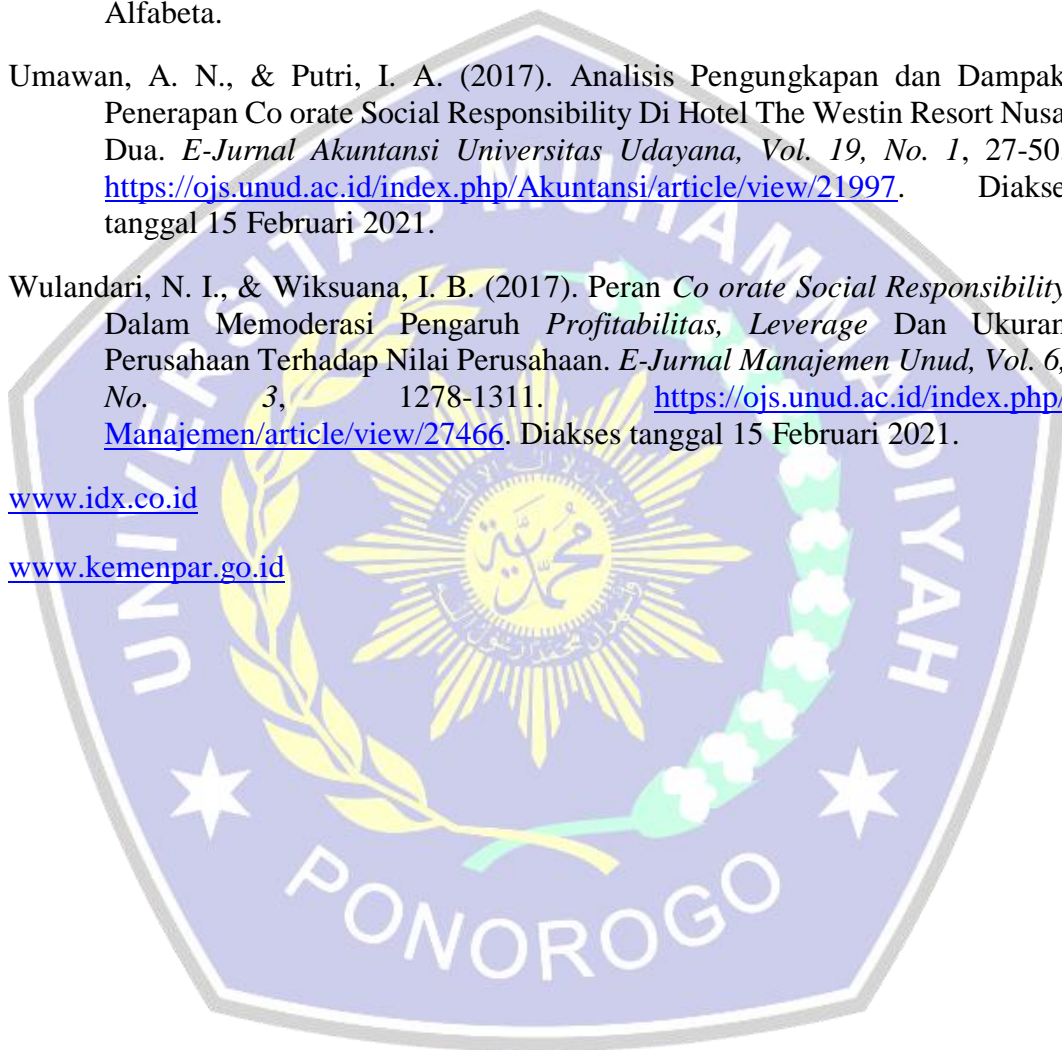 Alfabeta.
Umawan, A. N., & Putri, I. A. (2017). Analisis Pengungkapan dan Dampak
Penerapan Co orate Social Responsibility Di Hotel The Westin Resort Nusa
Dua. E-Jurnal Akuntansi Universitas Udayana, Vol. 19, No. 1, 27-50
https://ojs.unud.ac.id/index.php/Akuntansi/article/view/21997. Diakse
tanggal 15 Februari 2021.
Wulandari, N. I., & Wiksuana, I. B. (2017). Peran Co orate Social Responsibility
Dalam Memoderasi Pengaruh Profitabilitas, Leverage Dan Ukuran
Perusahaan Terhadap Nilai Perusahaan. E-Jurnal Manajemen Unud, Vol. 6,
No. 3, 1278-1311. https://ojs.unud.ac.id/index.php/
Manajemen/article/view/27466. Diakses tanggal 15 Februari 2021.
www.idx.co.id
www.kemenpar.go.id
UNIVERSITAS MUHAMMADIYAH
محمدية
PONOROGO